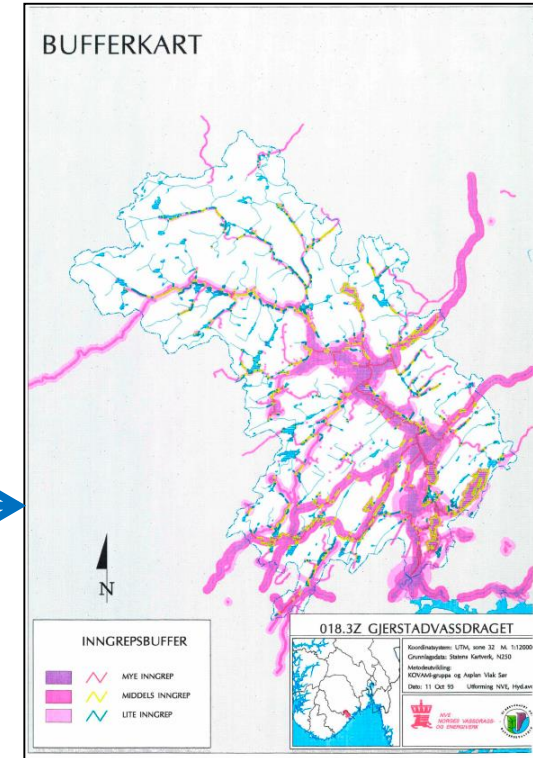 BUFFERKART
N
INNGREPSBUFFER
MYE INNGREP
MIDDELS INNGREP
LITE INNGREP
018.3Z GJERSTADVASSDRAGET
Koordinatsystem: UTM, sone 32 M. 1:12000
Grunnlagsdata: Statens Kartverk, N250
Metodeutvikling:
KOVAMI-gruppa og Asplan Viak Sør
Dato: 11 Oct 93 Utforming NVE, Hyd.avd
NVE
NORGES VASSDRAGS-
OG ENERGIVERK